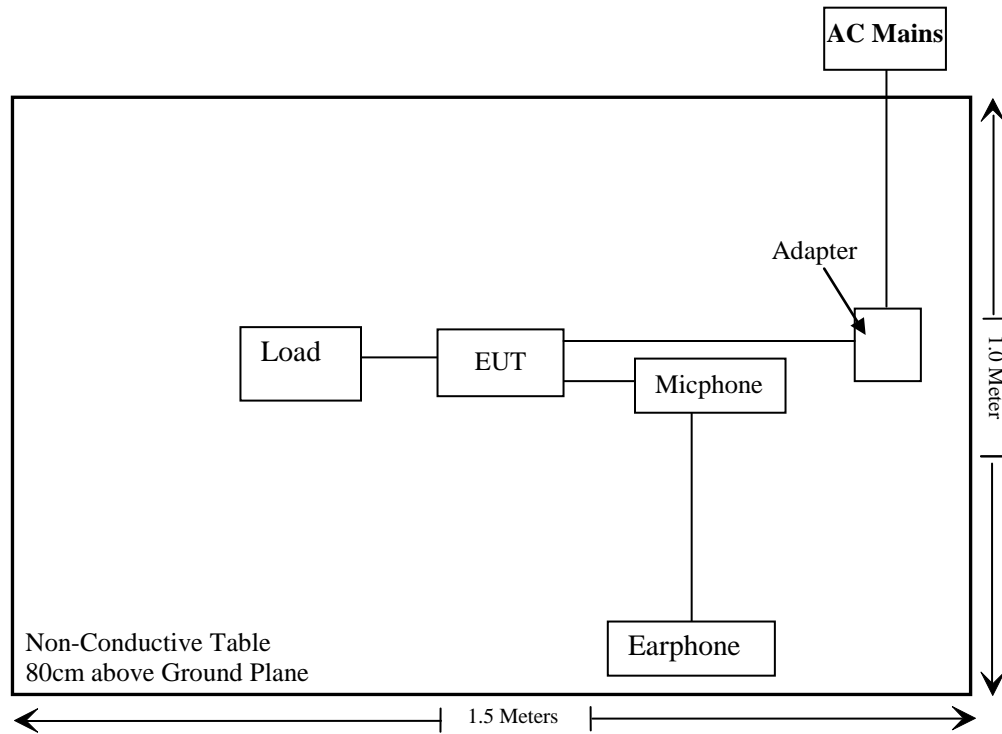 AC Mains
Adapter
Load
EUT
Micphone
1.0 Meter
Earphone
Non-Conductive Table
80cm above Ground Plane
1.5 Meters